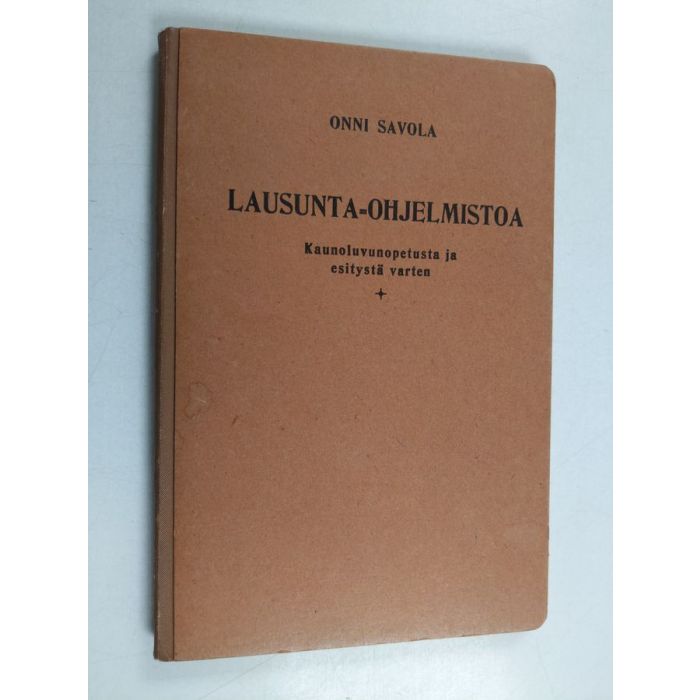 ONNI SAVOLA
LAUSUNTA-OHJELMISTOA
Kaunoluvunopetusta ja
esitystä varten